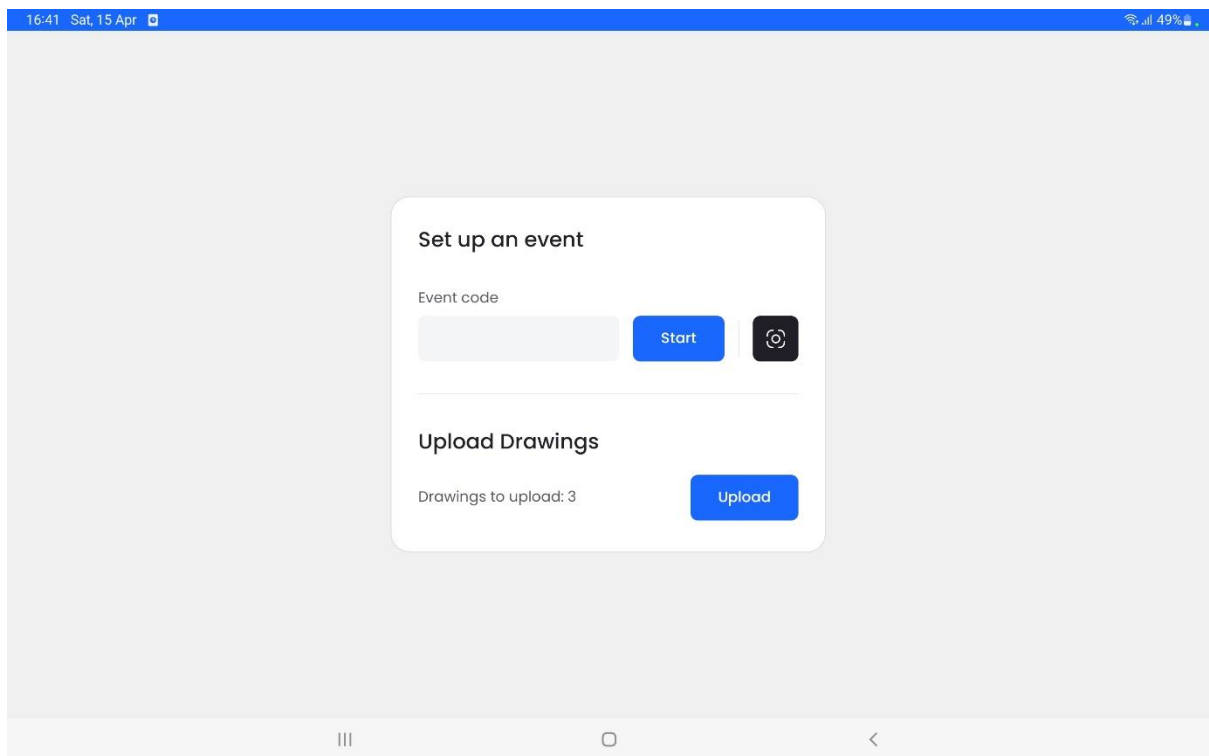 16:41 Sat, 15 Apr
49%
Set up an event
Event code
Start
Upload Drawings
Drawings to upload: 3
Upload